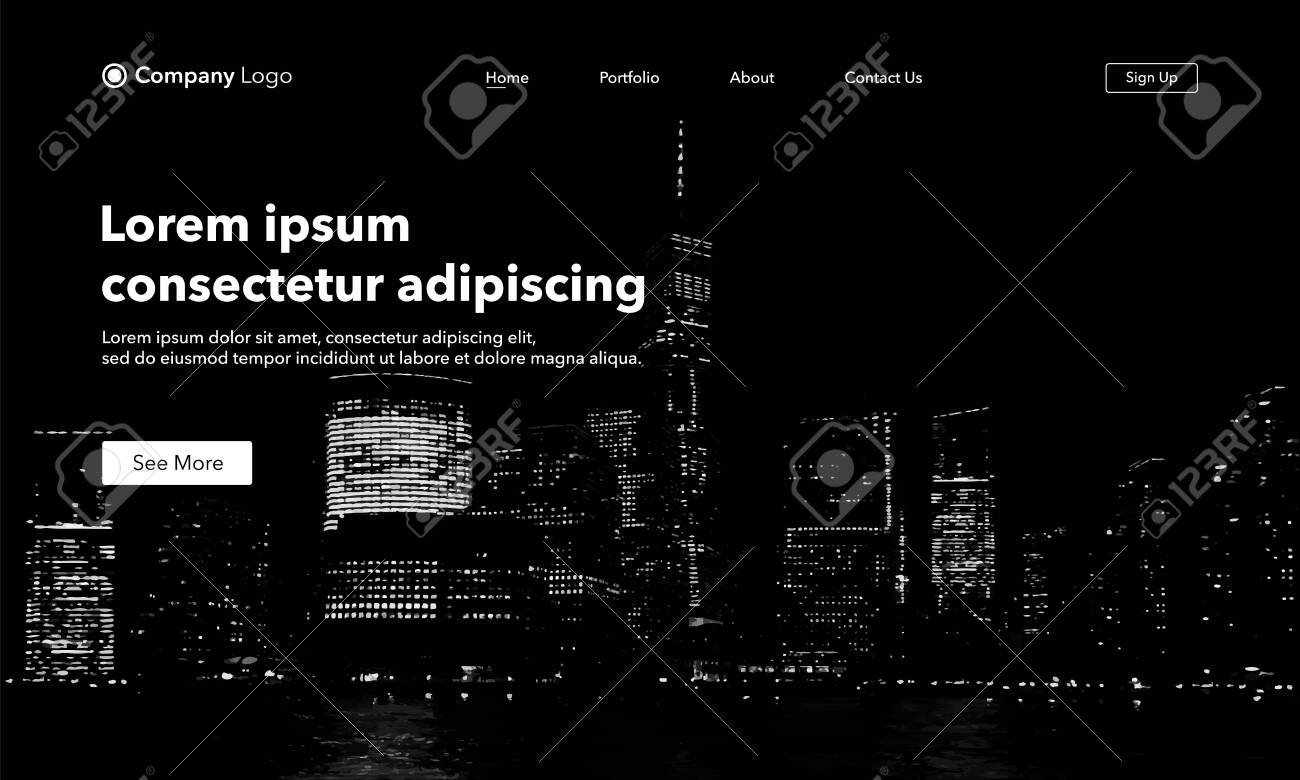 Company Logo
Home Portfolio About Contact Us Sign Up
Lorem ipsum
consectetur adipiscing
Lorem ipsum dolor sit amet, consectetur adipiscing elit,
sed do eiusmod tempor incididunt ut labore et dolore magna aliqua.
See More
123RF
123RF
123RF
123RF